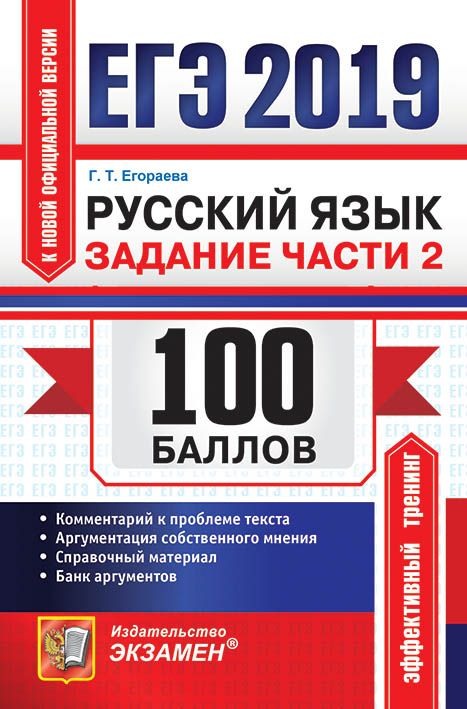 ЕГЭ 2019
К НОВОЙ ОФИЦИАЛЬНОЙ ВЕРСИИ
Г. Т. Егораева
РУССКИЙ ЯЗЫК
ЗАДАНИЕ ЧАСТИ 2
100
БАЛЛОВ
• Комментарий к проблеме текста
• Аргументация собственного мнения
• Справочный материал
• Банк аргументов
эффективный тренинг
Издательство
ЭКЗАМЕН®